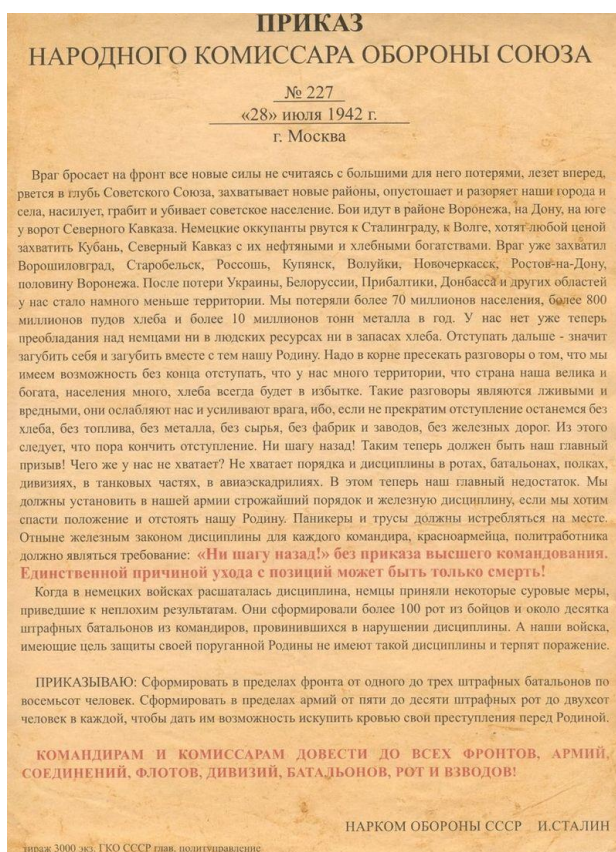 ПРИКАЗ
НАРОДНОГО КОМИССАРА ОБОРОНЫ СОЮЗА
№ 227
«28» июля 1942 г.
г. Москва
Враг бросает на фронт все новые силы не считаясь с большими для него потерями, лезет вперед,
рвется в глубь Советского Союза, захватывает новые районы, опустошает и разоряет наши города и
села, насилует, грабит и убивает советское население. Бои идут в районе Воронежа, на Дону, на юге
у ворот Северного Кавказа. Немецкие оккупанты рвутся к Сталинграду, к Волге, хотят любой ценой
захватить Кубань, Северный Кавказ с их нефтяными и хлебными богатствами. Враг уже захватил
Ворошиловград, Старобельск, Россошь, Купянск, Волуйки, Новочеркасск, Ростов-на-Дону,
половину Воронежа. После потери Украины, Белоруссии, Прибалтики, Донбасса и других областей
у нас стало намного меньше территории. Мы потеряли более 70 миллионов населения, более 800
миллионов пудов хлеба и более 10 миллионов тонн металла в год. У нас нет уже теперь
преобладания над немцами ни в людских ресурсах ни в запасах хлеба. Отступать дальше - значит
загубить себя и загубить вместе с тем нашу Родину. Надо в корне пресекать разговоры о том, что мы
имеем возможность без конца отступать, что у нас много территории, что страна наша велика и
богата, населения много, хлеба всегда будет в избытке. Такие разговоры являются лживыми и
вредными, они ослабляют нас и усиливают врага, ибо, если не прекратим отступление останемся без
хлеба, без топлива, без металла, без сырья, без фабрик и заводов, без железных дорог. Из этого
следует, что пора кончить отступление. Ни шагу назад! Таким теперь должен быть наш главный
призыв! Чего же у нас не хватает? Не хватает порядка и дисциплины в ротах, батальонах, полках,
дивизиях, в танковых частях, в авиаэскадрилиях. В этом теперь наш главный недостаток. Мы
должны установить в нашей армии строжайший порядок и железную дисциплину, если мы хотим
спасти положение и отстоять нашу Родину. Паникеры и трусы должны истребляться на месте.
Отныне железным законом дисциплины для каждого командира, красноармейца, политработника
должно являться требование: «Ни шагу назад!» без приказа высшего командования.
Единственной причиной ухода с позиций может быть только смерть!
Когда в немецких войсках расшаталась дисциплина, немцы приняли некоторые суровые меры,
приведшие к неплохим результатам. Они сформировали более 100 рот из бойцов и около десятка
штрафных батальонов из командиров, провинившихся в нарушении дисциплины. А наши войска,
имеющие цель защиты своей поруганной Родины не имеют такой дисциплины и терпят поражение.
ПРИКАЗЫВАЮ: Сформировать в пределах фронта от одного до трех штрафных батальонов по
восемьсот человек. Сформировать в пределах армий от пяти до десяти штрафных рот до двухсот
человек в каждой, чтобы дать им возможность искупить кровью свои преступления перед Родиной.
КОМАНДИРАМ И КОМИССАРАМ ДОВЕСТИ ДО ВСЕХ ФРОНТОВ, АРМИЙ,
СОЕДИНЕНИЙ, ФЛОТОВ, ДИВИЗИЙ, БАТАЛЬОНОВ, РОТ И ВЗВОДОВ!
НАРКОМ ОБОРОНЫ СССР И.СТАЛИН
тираж 3000 экз. ГКО СССР глав. политуправление